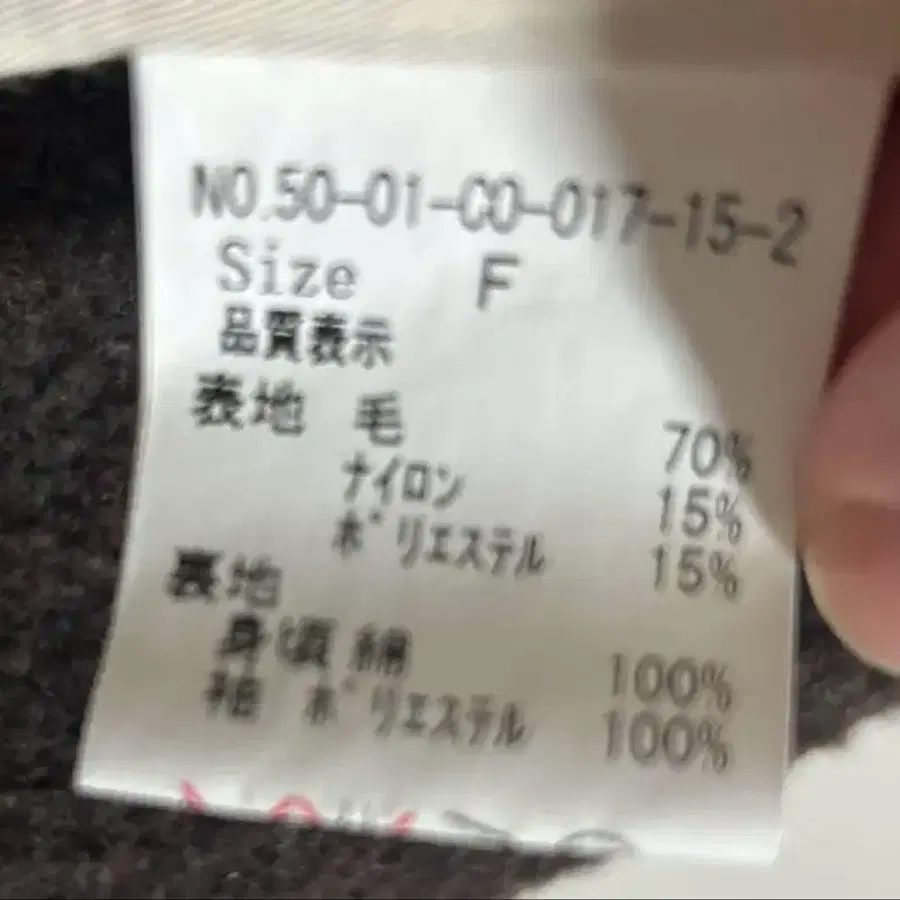 NO.50-01-CO-017-15-2
Size F
品質表示
表地 毛 70%
ナイロン 15%
ポリエステル 15%
裏地
身頃 綿 100%
袖 ポリエステル 100%